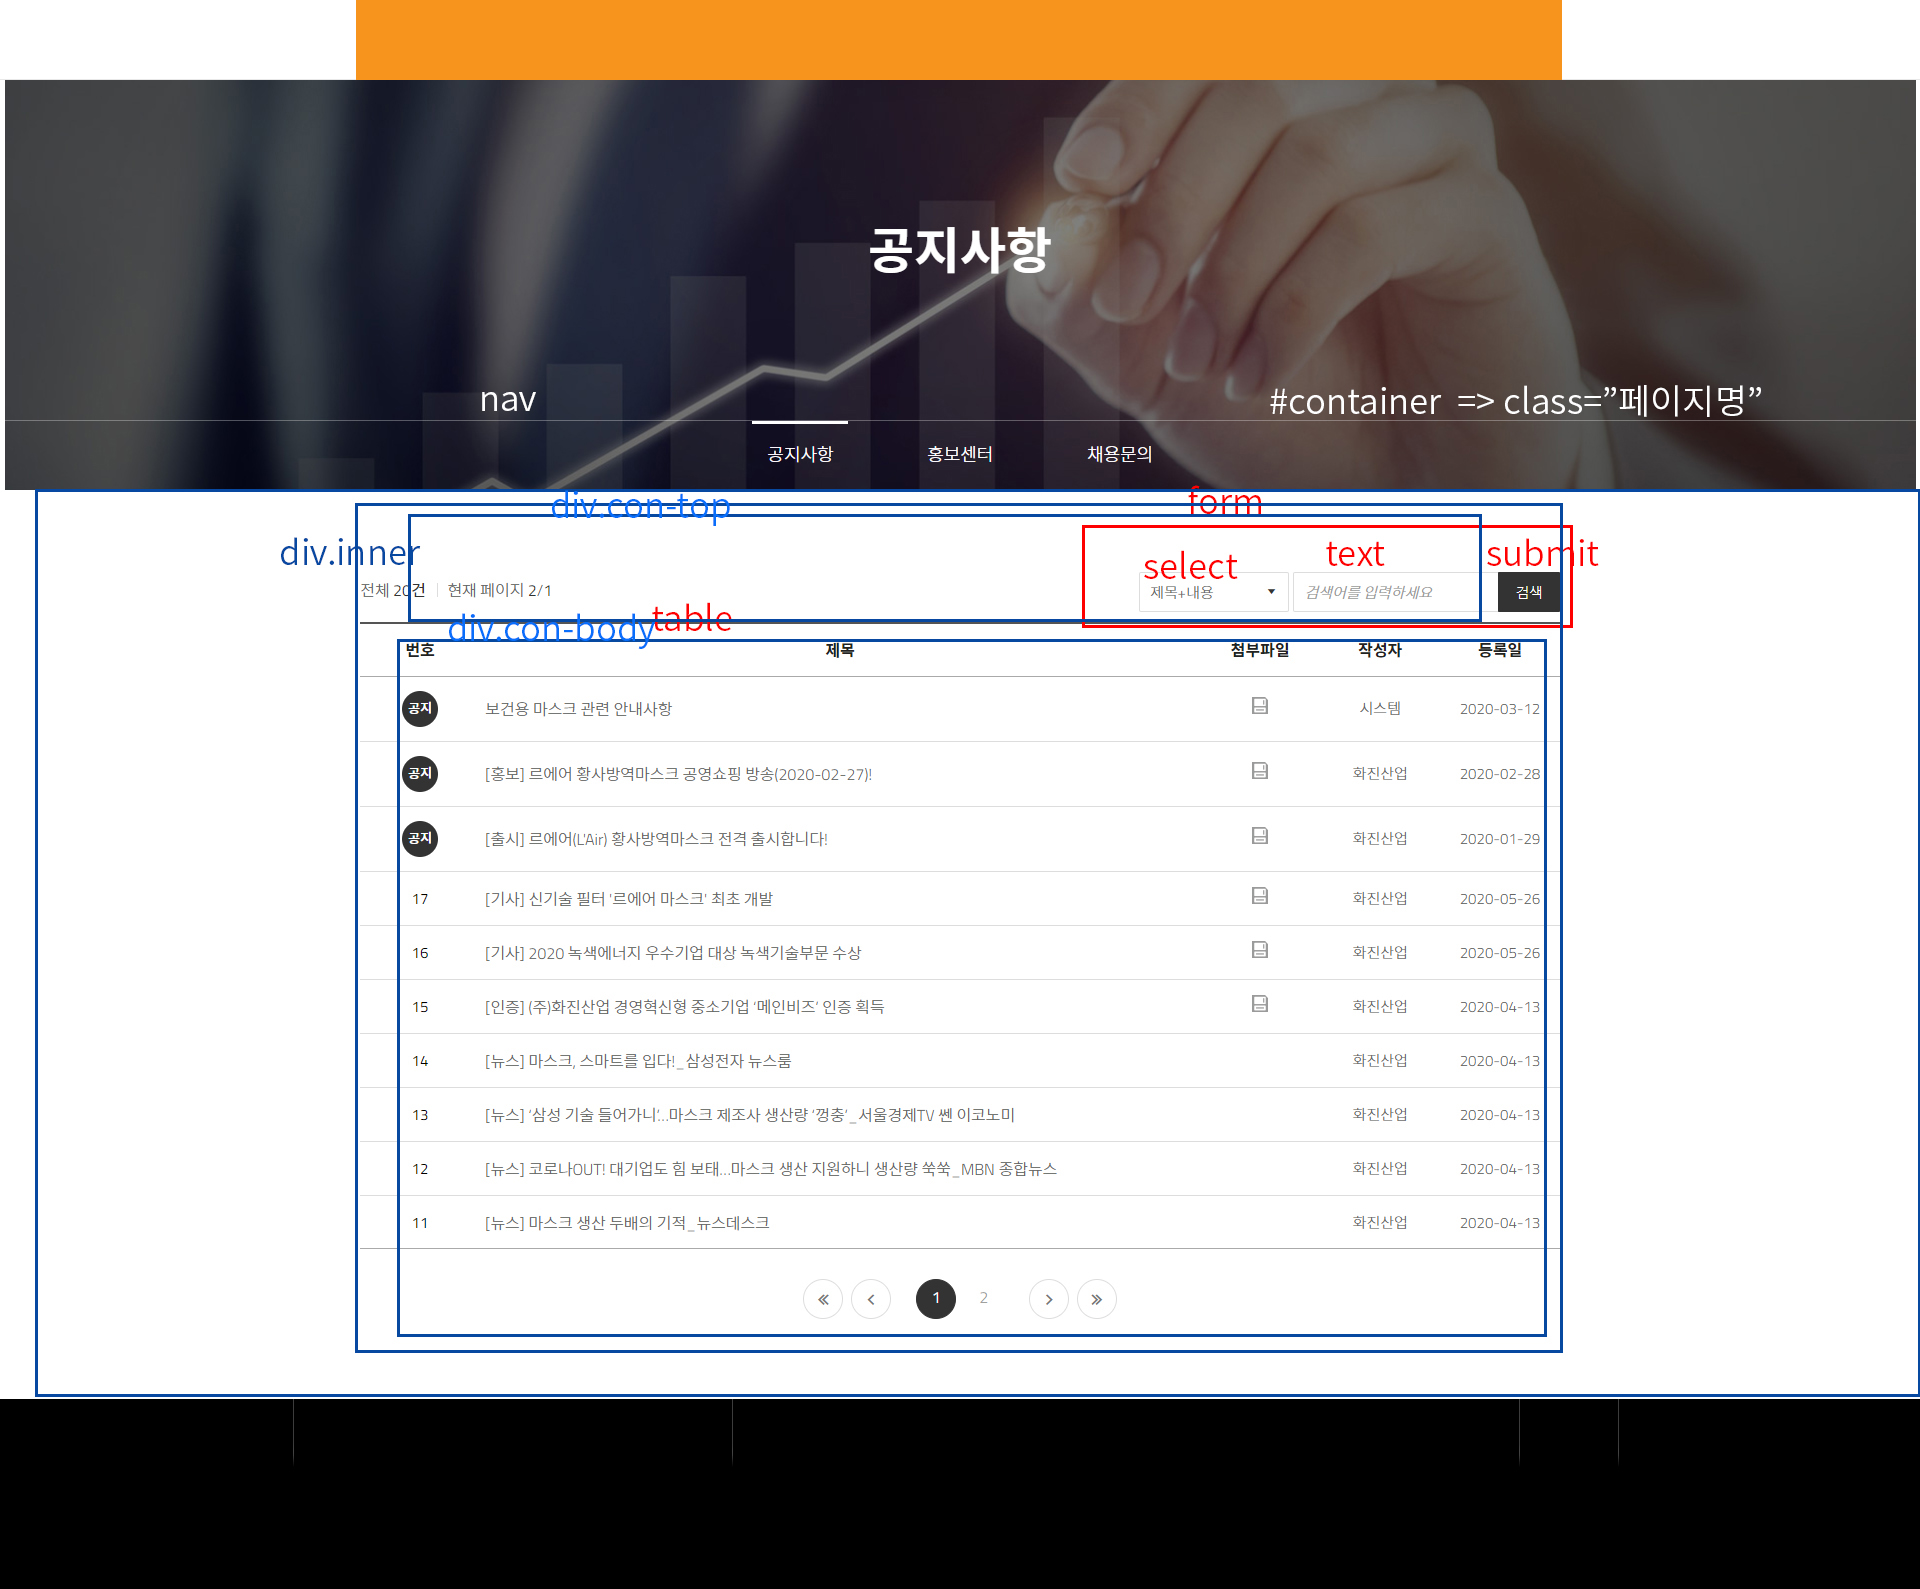 공지사항
nav
#container => class=”페이지명”
공지사항 홍보센터 채용문의
div.con-top
form
div.inner
select
text
submit
전체 20건 현재 페이지 2/1
제목+내용
검색어를 입력하세요
검색
div.con-body
table
번호 제목 첨부파일 작성자 등록일
공지 보건용 마스크 관련 안내사항 시스템 2020-03-12
공지 [홍보] 르에어 황사방역마스크 공영쇼핑 방송(2020-02-27)! 화진산업 2020-02-28
공지 [출시] 르에어(L'Air) 황사방역마스크 전격 출시합니다! 화진산업 2020-01-29
17 [기사] 신기술 필터 '르에어 마스크' 최초 개발 화진산업 2020-05-26
16 [기사] 2020 녹색에너지 우수기업 대상 녹색기술부문 수상 화진산업 2020-05-26
15 [인증] (주)화진산업 경영혁신형 중소기업 ‘메인비즈’ 인증 획득 화진산업 2020-04-13
14 [뉴스] 마스크, 스마트를 입다!_삼성전자 뉴스룸 화진산업 2020-04-13
13 [뉴스] ‘삼성 기술 들어가니’…마스크 제조사 생산량 ‘껑충’_서울경제TV 쎈 이코노미 화진산업 2020-04-13
12 [뉴스] 코로나OUT! 대기업도 힘 보태…마스크 생산 지원하니 생산량 쑥쑥_MBN 종합뉴스 화진산업 2020-04-13
11 [뉴스] 마스크 생산 두배의 기적_뉴스데스크 화진산업 2020-04-13
1 2